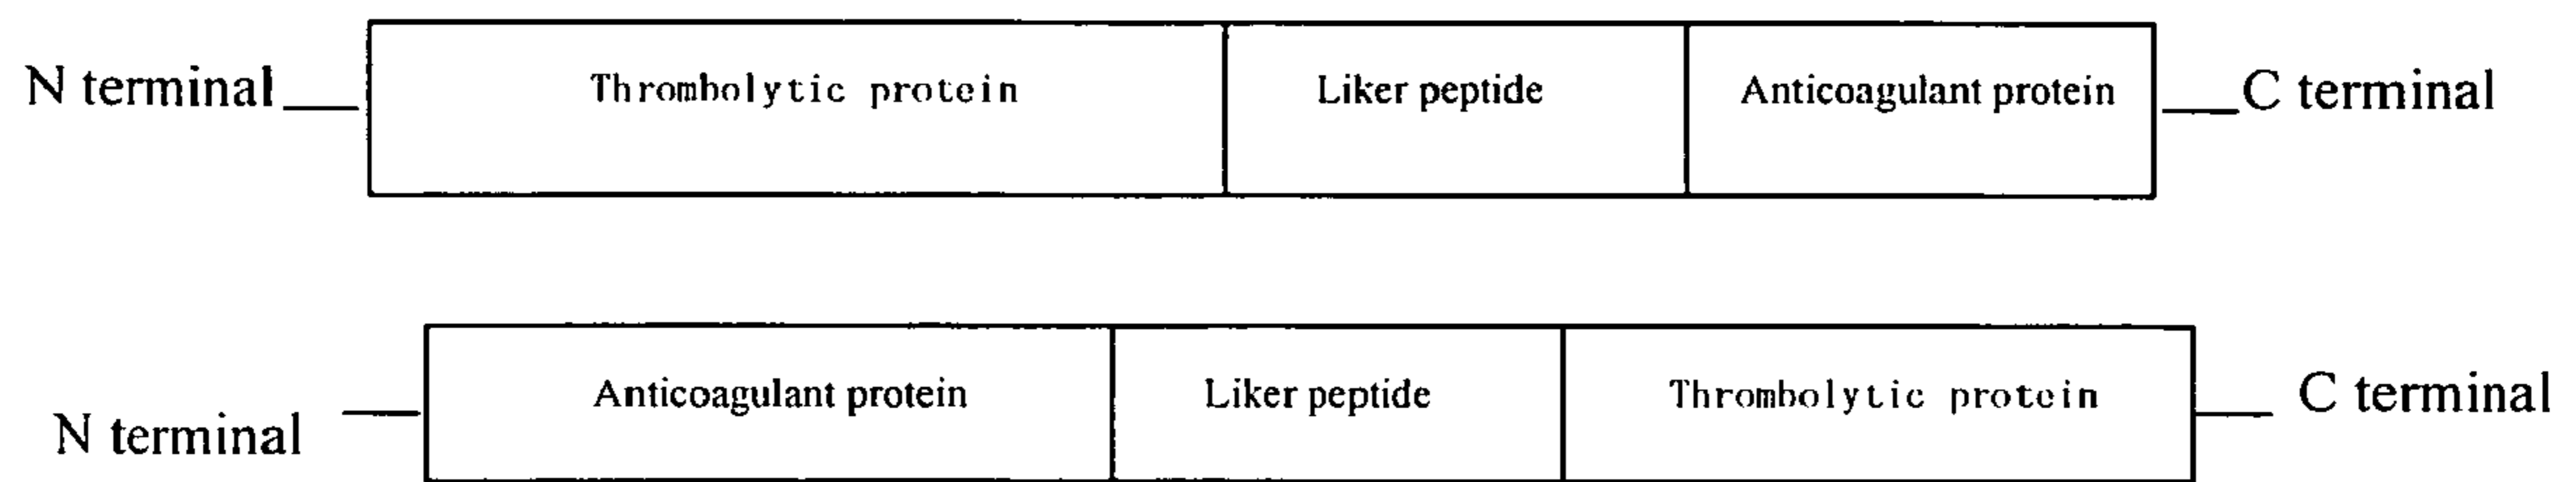 N terminal Thrombolytic protein Liker peptide Anticoagulant protein C terminal
N terminal Anticoagulant protein Liker peptide Thrombolytic protein C terminal